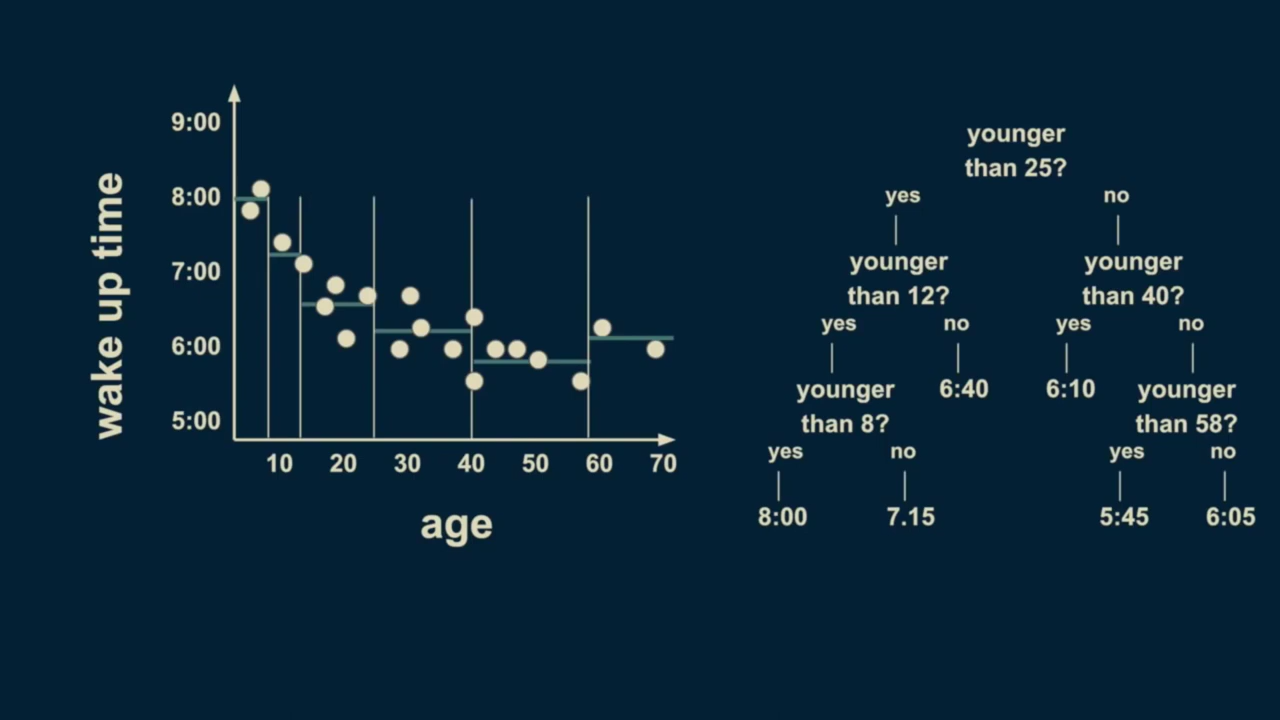 9:00
8:00
7:00
6:00
5:00
wake up time
10 20 30 40 50 60 70
age
younger
than 25?
yes no
younger younger
than 12? than 40?
yes no yes no
younger 6:40 6:10 younger
than 8? than 58?
yes no yes no
8:00 7.15 5:45 6:05